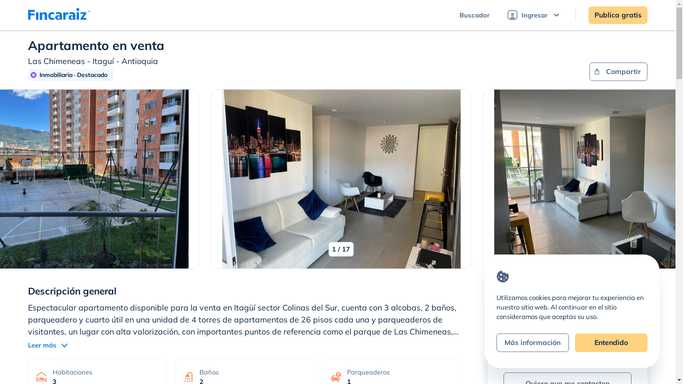 Fincaraiz
Buscador
Ingresar
Publica gratis
Apartamento en venta
Las Chimeneas - Itagui - Antioquia
Inmobiliaria · Destacado
Compartir
1 / 17
Descripción general
Espectacular apartamento disponible para la venta en Itagüí sector Colinas del Sur, cuenta con 3 alcobas, 2 baños,
parqueadero y cuarto útil en una unidad de 4 torres de apartamentos de 26 pisos cada una y parqueaderos de
visitantes, un lugar con alta valorización, con importantes puntos de referencia como el parque de Las Chimeneas,...
Leer más
Habitaciones
3
Baños
2
Parqueaderos
1
Utilizamos cookies para mejorar tu experiencia en
nuestro sitio web. Al continuar en el sitio
consideramos que aceptas su uso.
Más información
Entendido
Quiero que me contacten